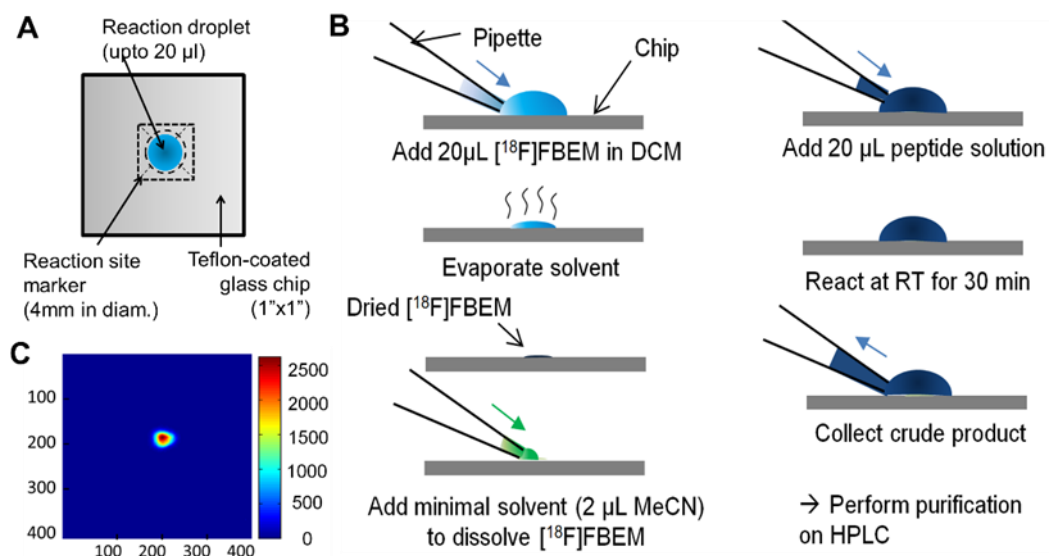 A
Reaction droplet
(upto 20 µl)
Reaction site
marker
(4mm in diam.)
Teflon-coated
glass chip
(1”x1”)
B
Pipette
Chip
Add 20µL [¹⁸F]FBEM in DCM
Evaporate solvent
Dried [¹⁸F]FBEM
Add minimal solvent (2 µL MeCN)
to dissolve [¹⁸F]FBEM
Add 20 µL peptide solution
React at RT for 30 min
Collect crude product
→ Perform purification
on HPLC
C
100
200
300
400
100 200 300 400
2500
2000
1500
1000
500
0